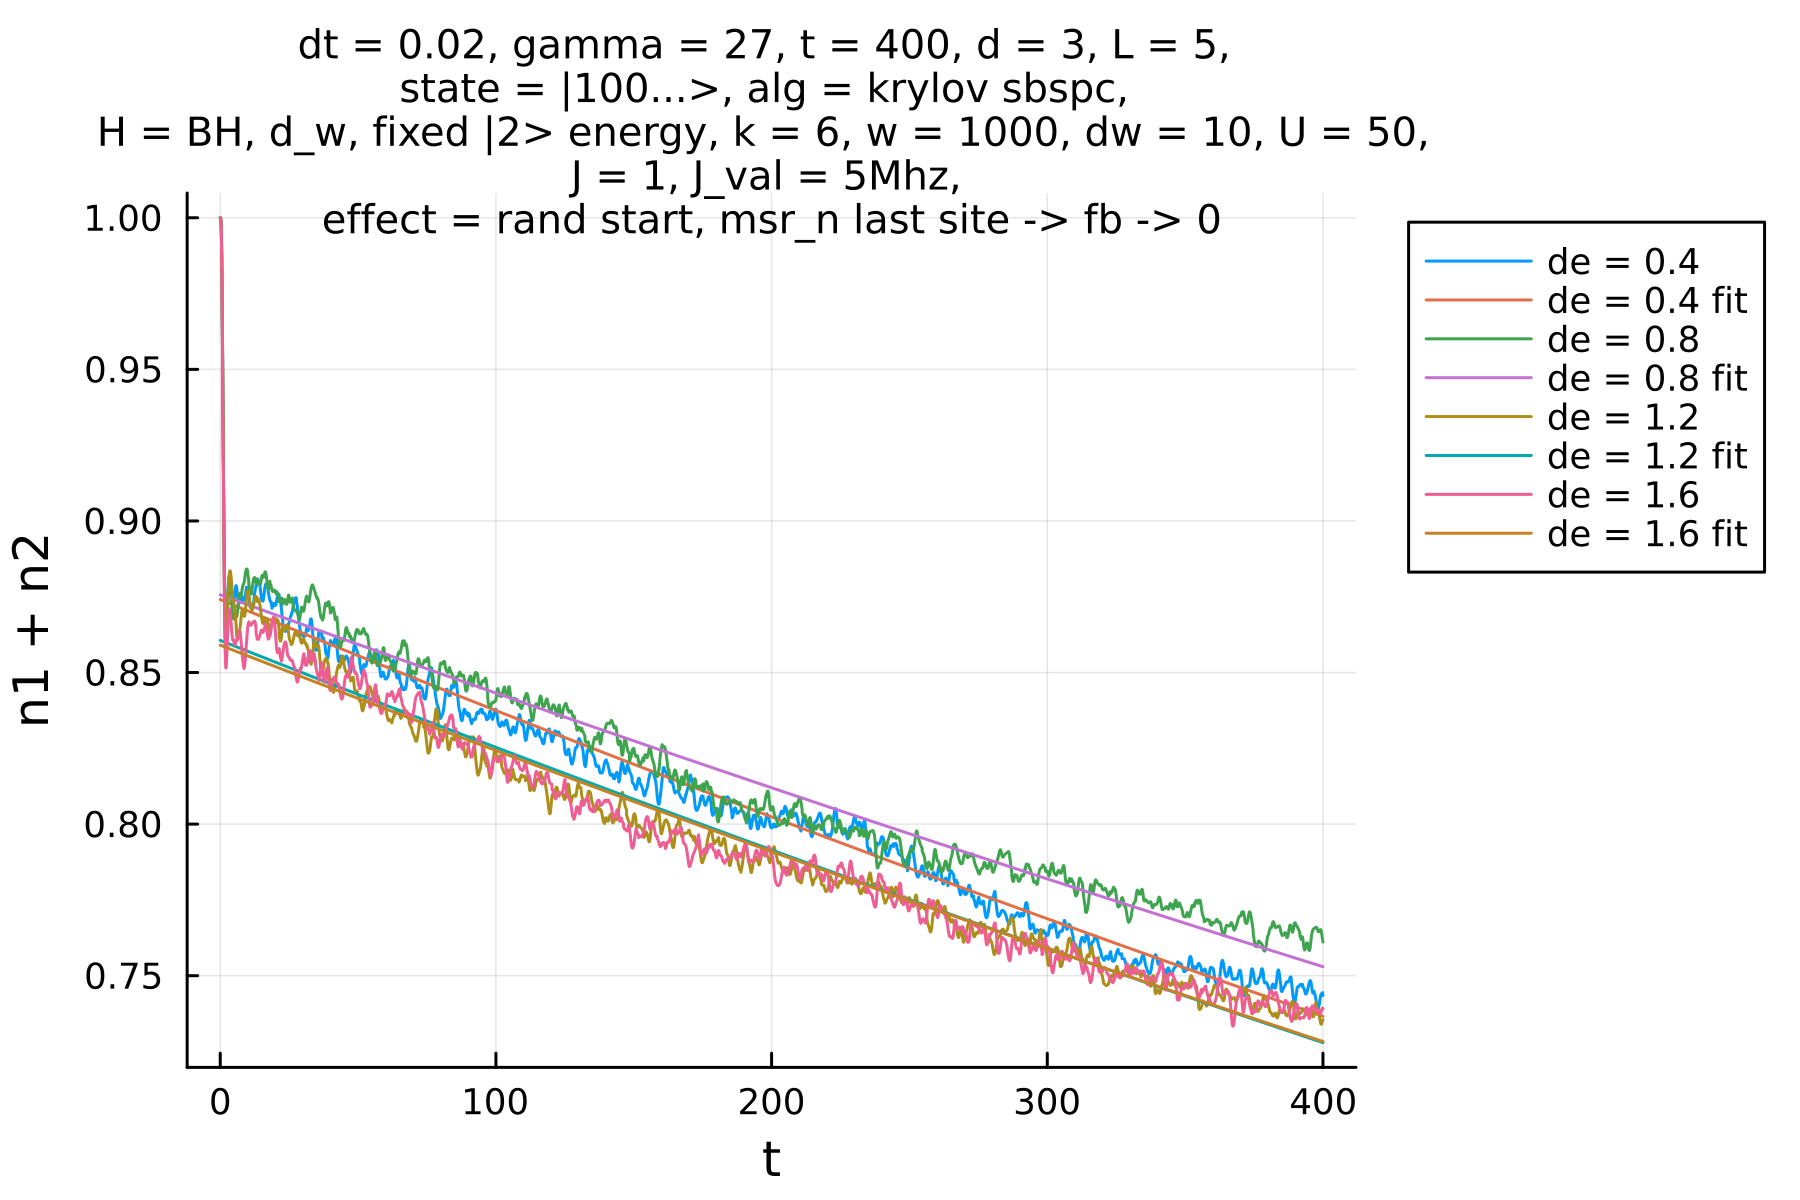 dt = 0.02, gamma = 27, t = 400, d = 3, L = 5,
state = |100...>, alg = krylov sbspc,
H = BH, d_w, fixed |2> energy, k = 6, w = 1000, dw = 10, U = 50,
J = 1, J_val = 5Mhz,
effect = rand start, msr_n last site -> fb -> 0
n1 + n2
1.00
0.95
0.90
0.85
0.80
0.75
0
100
200
300
400
t
de = 0.4
de = 0.4 fit
de = 0.8
de = 0.8 fit
de = 1.2
de = 1.2 fit
de = 1.6
de = 1.6 fit